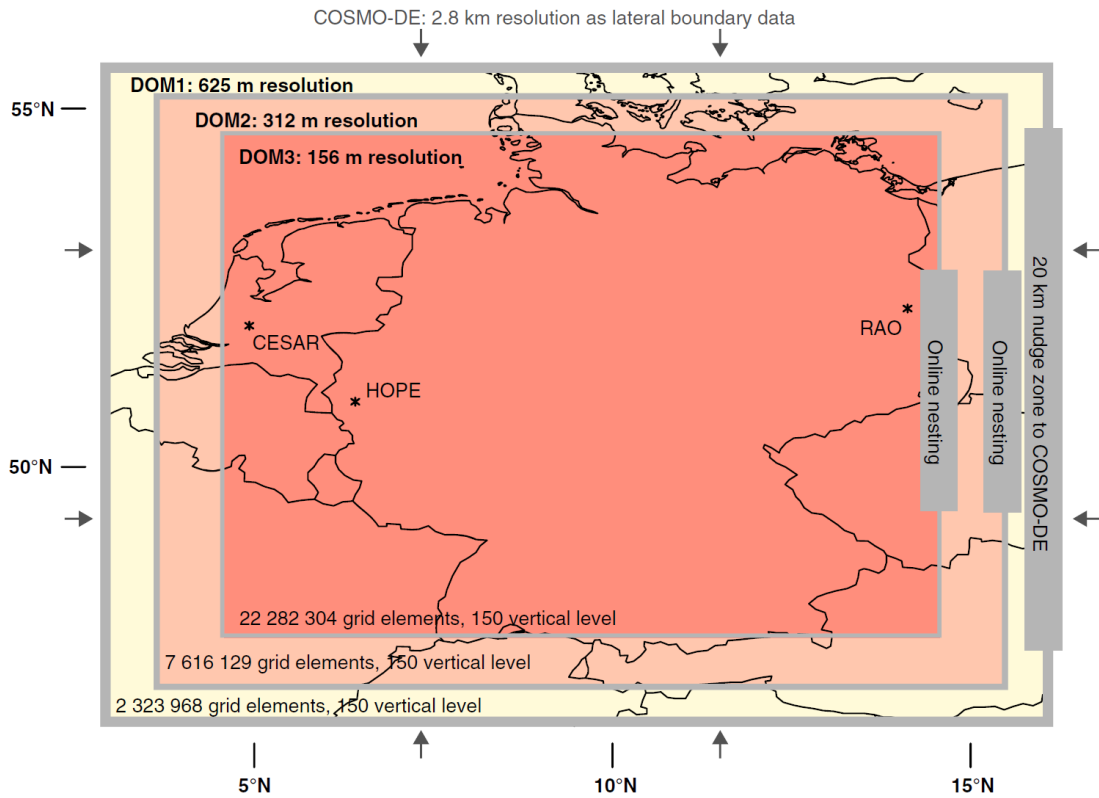 COSMO-DE: 2.8 km resolution as lateral boundary data
DOM1: 625 m resolution
55°N
DOM2: 312 m resolution
DOM3: 156 m resolution
20 km nudge zone to COSMO-DE
RAO
CESAR
Online nesting
Online nesting
HOPE
50°N
22 282 304 grid elements, 150 vertical level
7 616 129 grid elements, 150 vertical level
2 323 968 grid elements, 150 vertical level
5°N
10°N
15°N